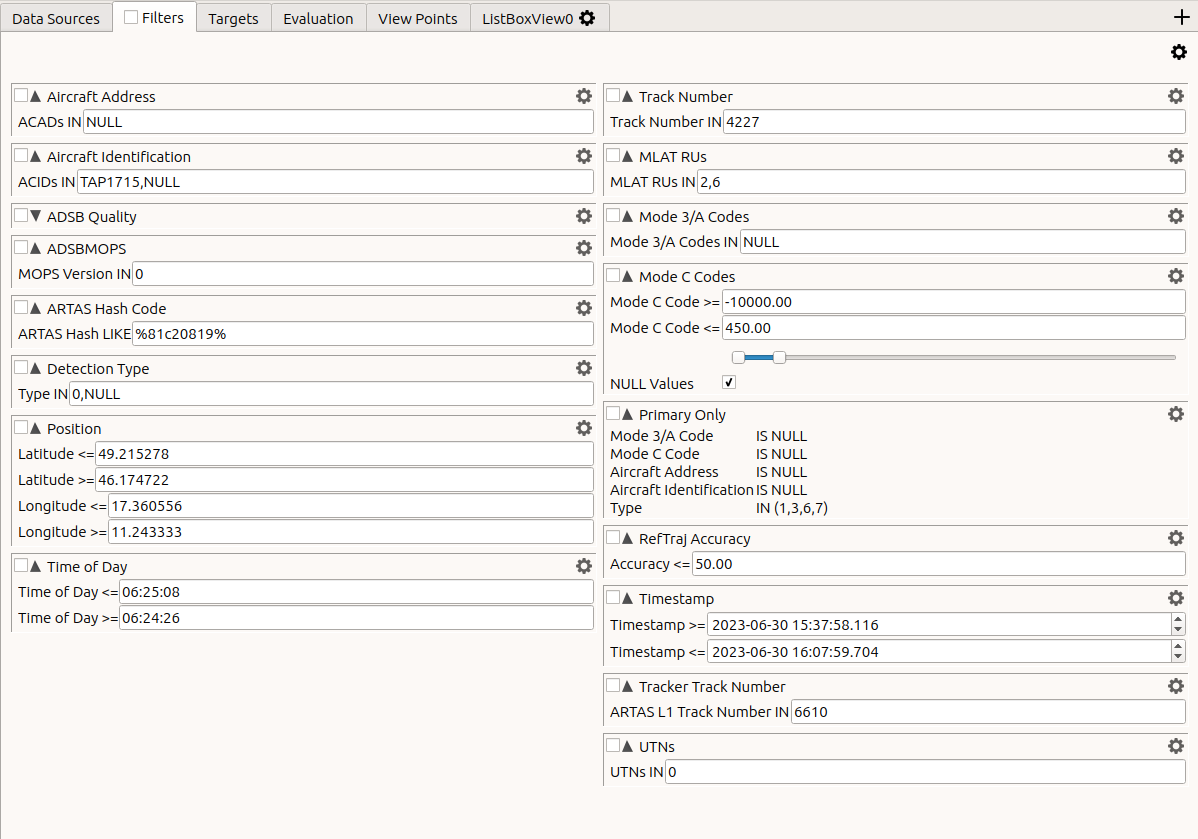 Data Sources Filters Targets Evaluation View Points ListBoxView0
Aircraft Address
ACADs IN NULL
Aircraft Identification
ACIDs IN TAP1715,NULL
ADSB Quality
ADSBMOPS
MOPS Version IN 0
ARTAS Hash Code
ARTAS Hash LIKE %81c20819%
Detection Type
Type IN 0,NULL
Position
Latitude <= 49.215278
Latitude >= 46.174722
Longitude <= 17.360556
Longitude >= 11.243333
Time of Day
Time of Day <= 06:25:08
Time of Day >= 06:24:26
Track Number
Track Number IN 4227
MLAT RUs
MLAT RUs IN 2,6
Mode 3/A Codes
Mode 3/A Codes IN NULL
Mode C Codes
Mode C Code >= -10000.00
Mode C Code <= 450.00
NULL Values
Primary Only
Mode 3/A Code IS NULL
Mode C Code IS NULL
Aircraft Address IS NULL
Aircraft Identification IS NULL
Type IN (1,3,6,7)
RefTraj Accuracy
Accuracy <= 50.00
Timestamp
Timestamp >= 2023-06-30 15:37:58.116
Timestamp <= 2023-06-30 16:07:59.704
Tracker Track Number
ARTAS L1 Track Number IN 6610
UTNs
UTNs IN 0